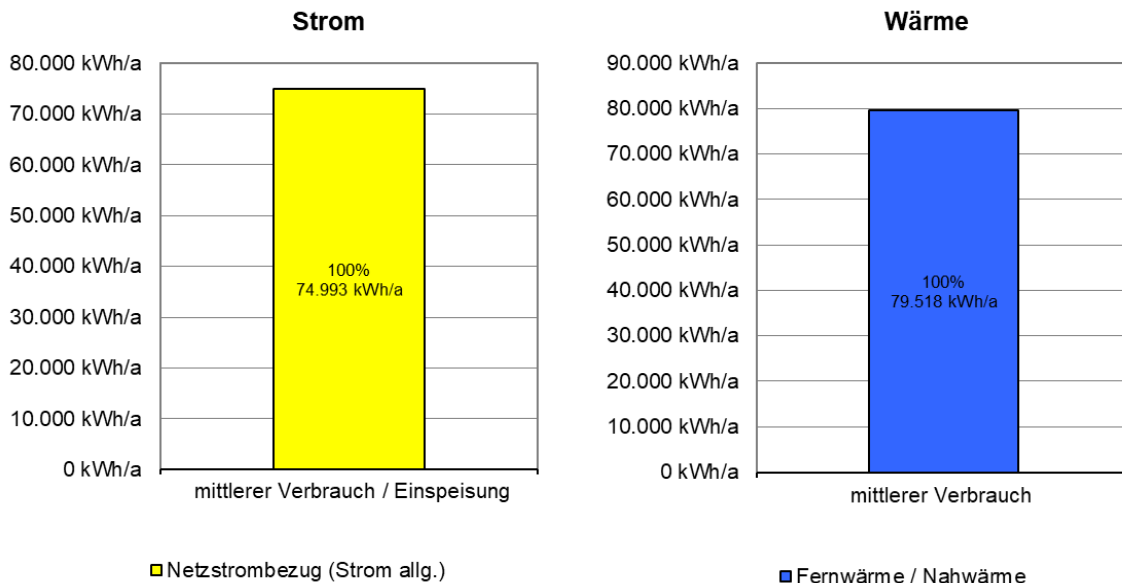 Strom
80.000 kWh/a
70.000 kWh/a
60.000 kWh/a
50.000 kWh/a
40.000 kWh/a
30.000 kWh/a
20.000 kWh/a
10.000 kWh/a
0 kWh/a
100%
74.993 kWh/a
mittlerer Verbrauch / Einspeisung
Netzstrombezug (Strom allg.)
Wärme
90.000 kWh/a
80.000 kWh/a
70.000 kWh/a
60.000 kWh/a
50.000 kWh/a
40.000 kWh/a
30.000 kWh/a
20.000 kWh/a
10.000 kWh/a
0 kWh/a
100%
79.518 kWh/a
mittlerer Verbrauch
Fernwärme / Nahwärme